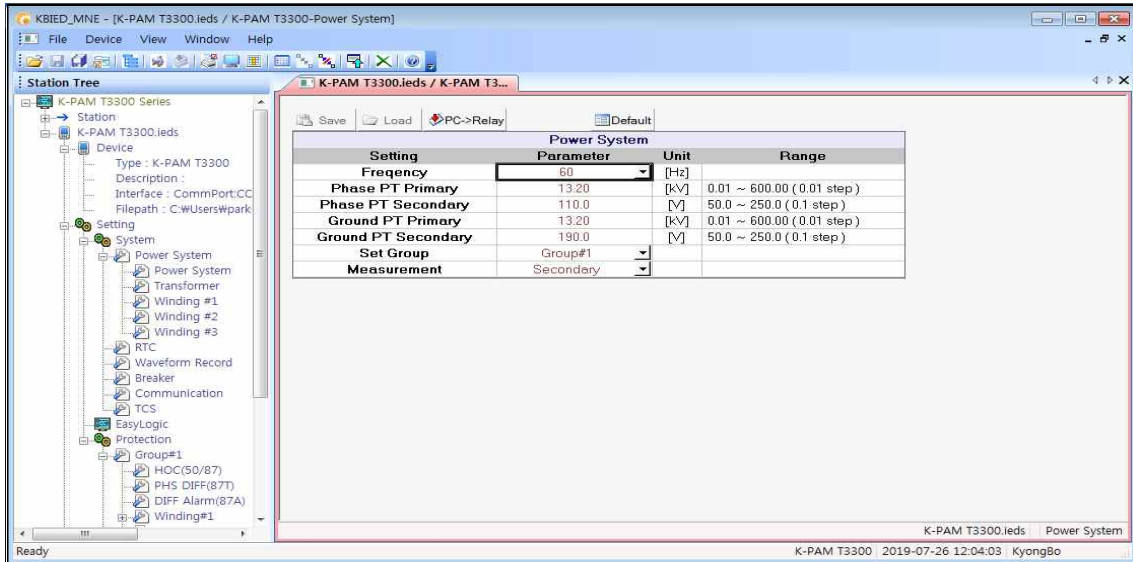 KBIED_MNE - [K-PAM T3300.ieds / K-PAM T3300-Power System]
File Device View Window Help
Station Tree
K-PAM T3300.ieds / K-PAM T3...
K-PAM T3300 Series
Station
K-PAM T3300.ieds
Device
Type : K-PAM T3300
Description :
Interface : CommPort:CC
Filepath : C:₩Users₩park
Setting
System
Power System
Power System
Transformer
Winding #1
Winding #2
Winding #3
RTC
Waveform Record
Breaker
Communication
TCS
EasyLogic
Protection
Group#1
HOC(50/87)
PHS DIFF(87T)
DIFF Alarm(87A)
Winding#1
Save Load PC->Relay Default
Power System
Setting Parameter Unit Range
Freqency 60 [Hz]
Phase PT Primary 13.20 [kV] 0.01 ~ 600.00 ( 0.01 step )
Phase PT Secondary 110.0 [V] 50.0 ~ 250.0 ( 0.1 step )
Ground PT Primary 13.20 [kV] 0.01 ~ 600.00 ( 0.01 step )
Ground PT Secondary 190.0 [V] 50.0 ~ 250.0 ( 0.1 step )
Set Group Group#1
Measurement Secondary
K-PAM T3300.ieds Power System
Ready K-PAM T3300 2019-07-26 12:04:03 KyongBo